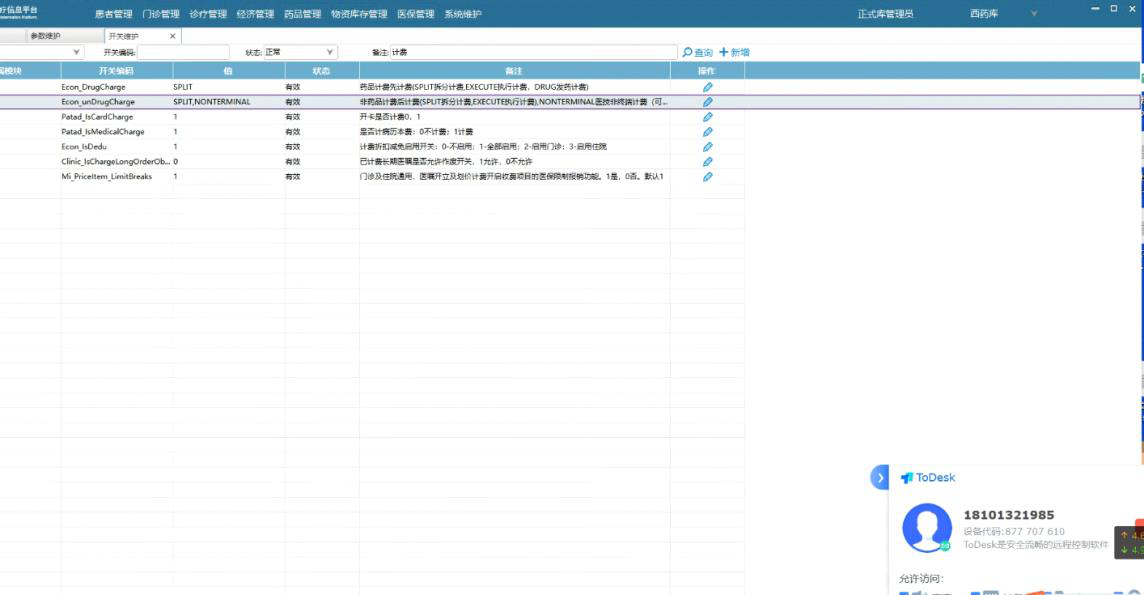 疗信息平台
患者管理 门诊管理 诊疗管理 经济管理 药品管理 物资库存管理 医保管理 系统维护 正式库管理员 西药库
参数维护 开关维护
开关编码: 状态: 正常 备注: 计费 查询 新增
属模块 开关编码 值 状态 备注 操作
Econ_DrugCharge SPLIT 有效 药品计费先计费(SPLIT拆分计费,EXECUTE执行计费, DRUG发药计费)
Econ_unDrugCharge SPLIT,NONTERMINAL 有效 非药品计费后计费(SPLIT拆分计费,EXECUTE执行计费),NONTERMINAL医技非终端计费（可...
Patad_IsCardCharge 1 有效 开卡是否计费0, 1
Patad_IsMedicalCharge 1 有效 是否计病历本费：0不计费；1计费
Econ_IsDedu 1 有效 计费折扣减免启用开关：0-不启用；1-全部启用；2-启用门诊；3-启用住院
Clinic_IsChargeLongOrderOb... 0 有效 已计费长期医嘱是否允许作废开关，1允许，0不允许
Mi_PriceItem_LimitBreaks 1 有效 门诊及住院通用，医嘱开立及划价计费开启收费项目的医保限制报销功能。1是，0否。默认1
ToDesk
18101321985
设备代码:877 707 610
ToDesk是安全流畅的远程控制软件
允许访问: